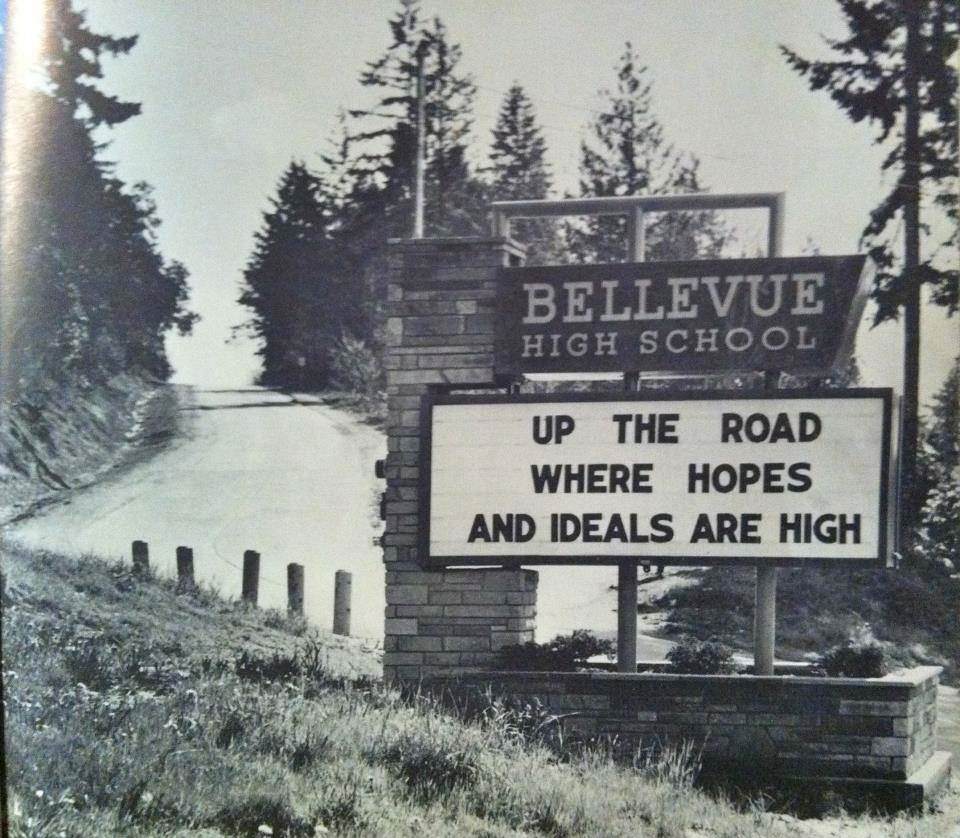 BELLEVUE
HIGH SCHOOL
UP THE ROAD
WHERE HOPES
AND IDEALS ARE HIGH